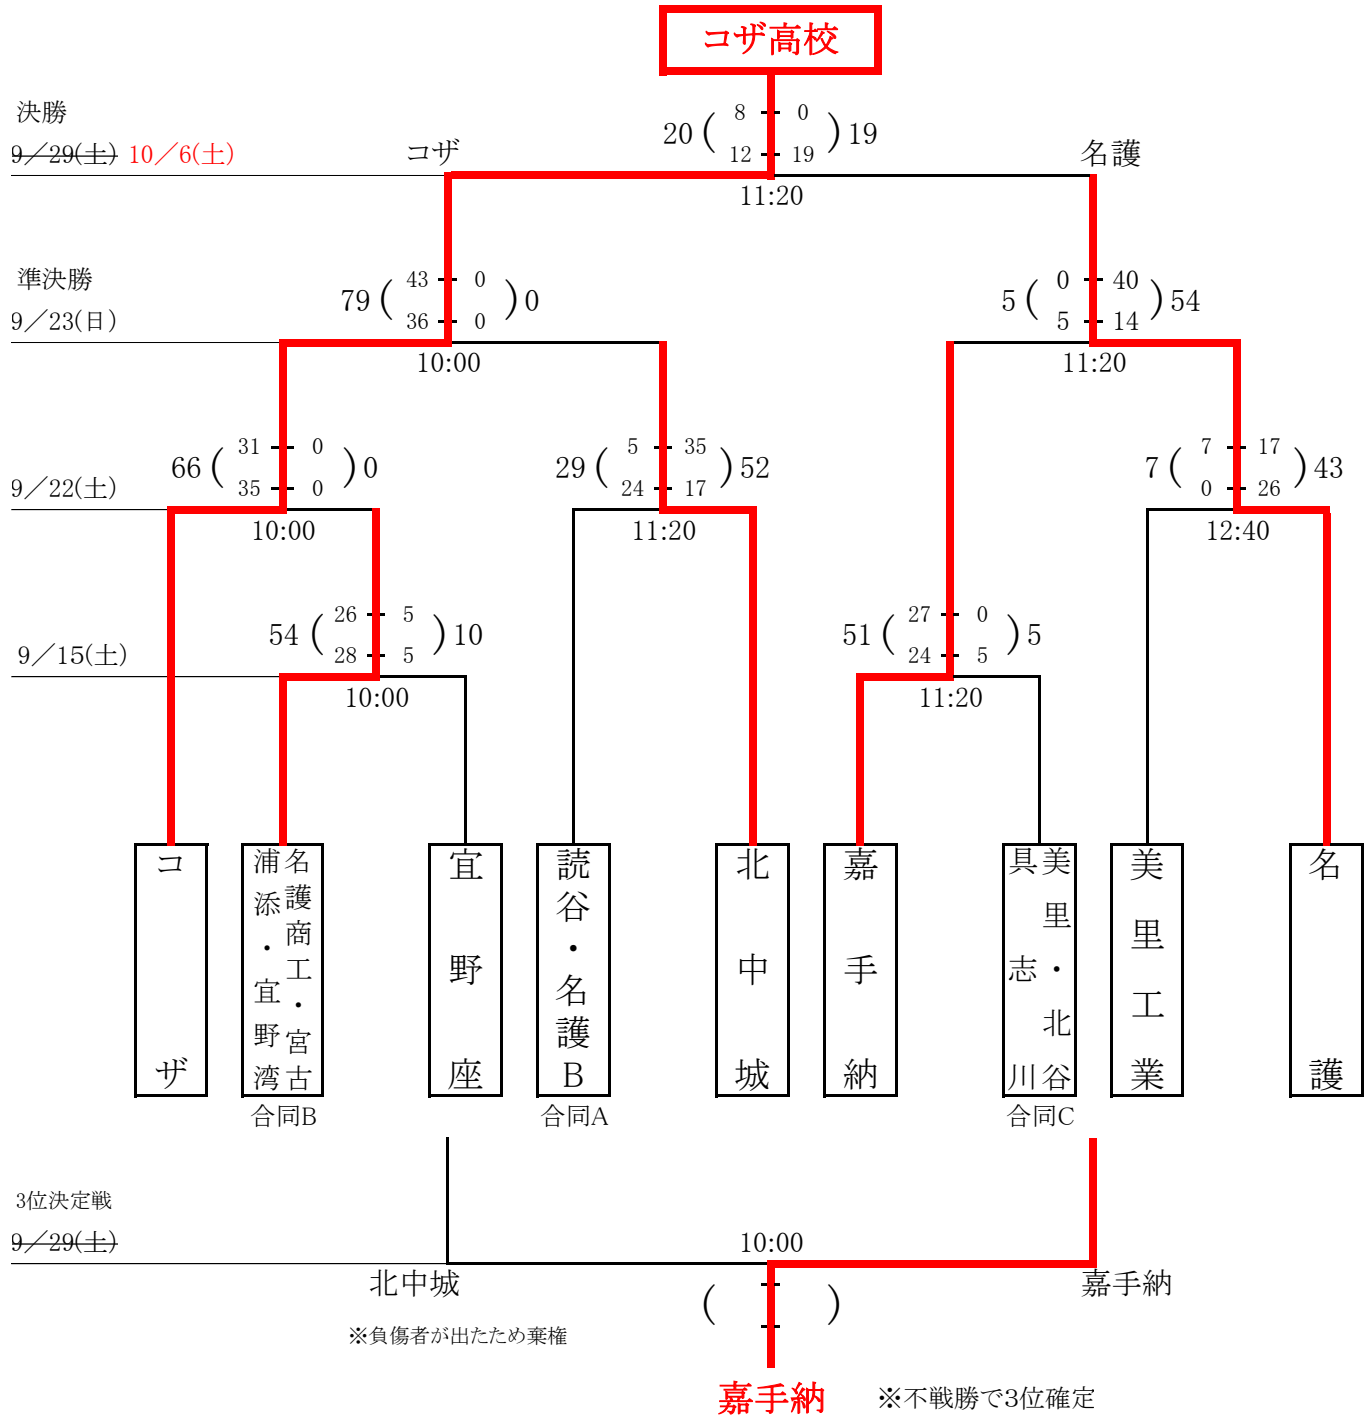 コザ高校
決勝
9／29(土) 10／6(土)
コザ
20 ( 8 0 ) 19
12 19
11:20
名護
準決勝
9／23(日)
79 ( 43 0 ) 0
36 0
10:00
5 ( 0 40 ) 54
5 14
11:20
9／22(土)
66 ( 31 0 ) 0
35 0
10:00
29 ( 5 35 ) 52
24 17
11:20
7 ( 7 17 ) 43
0 26
12:40
9／15(土)
54 ( 26 5 ) 10
28 5
10:00
51 ( 27 0 ) 5
24 5
11:20
コザ
名護商工・宮古
浦添・宜野湾
宜野座
読谷・名護B
北中城
嘉手納
美里・北谷
具志川
美里工業
名護
合同B
合同A
合同C
3位決定戦
9／29(土)
10:00
北中城
( )
嘉手納
※負傷者が出たため棄権
嘉手納
※不戦勝で3位確定